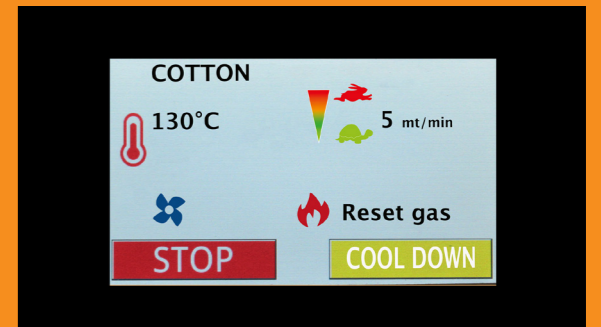 COTTON
130°C
5 mt/min
Reset gas
STOP
COOL DOWN